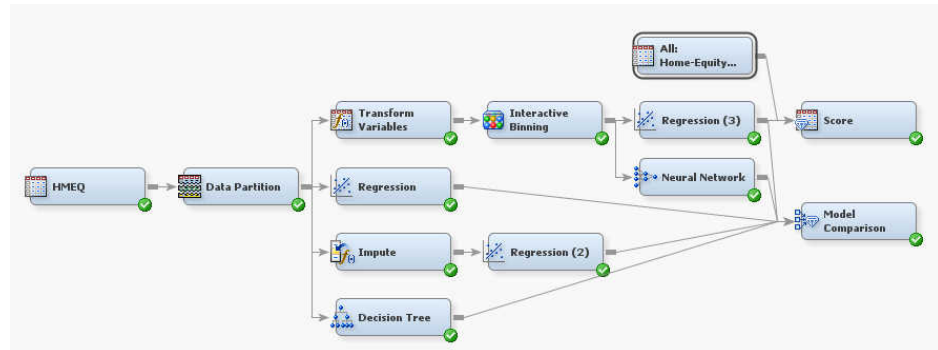 All:
Home-Equity...
Transform
Variables
Interactive
Binning
Regression (3)
Score
HMEQ
Data Partition
Regression
Neural Network
Model
Comparison
Impute
Regression (2)
Decision Tree